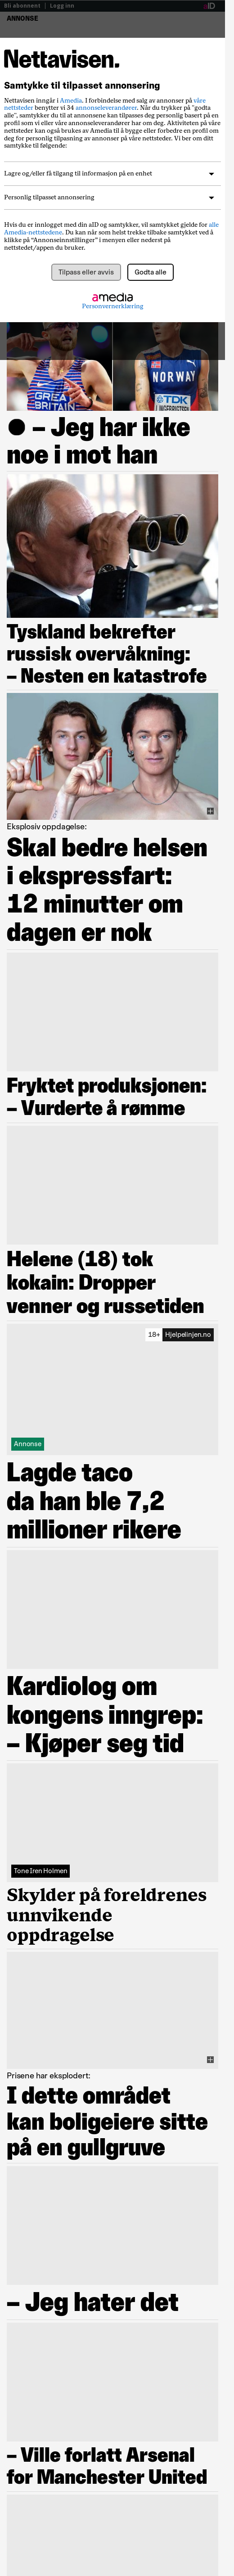 Bli abonnent | Logg inn
aID
ANNONSE
Nettavisen.
Samtykke til tilpasset annonsering
Nettavisen inngår i Amedia. I forbindelse med salg av annonser på våre
nettsteder benytter vi 34 annonseleverandører. Når du trykker på "godta
alle", samtykker du til at annonsene kan tilpasses deg personlig basert på en
profil som vi eller våre annonseleverandører har om deg. Aktiviteten på våre
nettsteder kan også brukes av Amedia til å bygge eller forbedre en profil om
deg for personlig tilpasning av annonser på våre nettsteder. Vi ber om ditt
samtykke til følgende:
Lagre og/eller få tilgang til informasjon på en enhet
Personlig tilpasset annonsering
Hvis du er innlogget med din aID og samtykker, vil samtykket gjelde for alle
Amedia-nettstedene. Du kan når som helst trekke tilbake samtykket ved å
klikke på “Annonseinnstillinger” i menyen eller nederst på
nettstedet/appen du bruker.
Tilpass eller avvis
Godta alle
amedia
Personvernerklæring
GREAT BRITAIN
NORWAY
TDK
● – Jeg har ikke
noe i mot han
Tyskland bekrefter
russisk overvåkning:
– Nesten en katastrofe
Eksplosiv oppdagelse:
Skal bedre helsen
i ekspressfart:
12 minutter om
dagen er nok
Fryktet produksjonen:
– Vurderte å rømme
Helene (18) tok
kokain: Dropper
venner og russetiden
18+ Hjelpelinjen.no
Annonse
Lagde taco
da han ble 7,2
millioner rikere
Kardiolog om
kongens inngrep:
– Kjøper seg tid
Tone Iren Holmen
Skylder på foreldrenes
unnvikende
oppdragelse
Prisene har eksplodert:
I dette området
kan boligeiere sitte
på en gullgruve
– Jeg hater det
– Ville forlatt Arsenal
for Manchester United